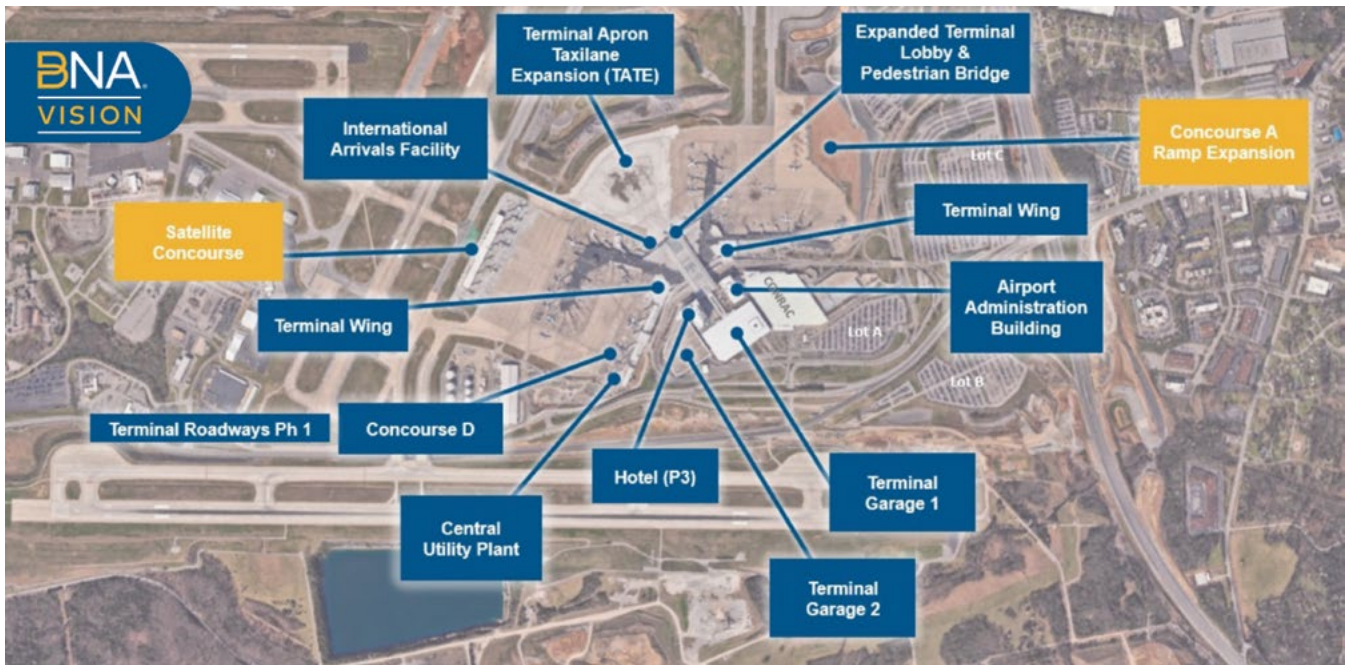 BNA
VISION
Terminal Apron
Taxilane
Expansion (TATE)
Expanded Terminal
Lobby &
Pedestrian Bridge
International
Arrivals Facility
Concourse A
Ramp Expansion
Lot C
Satellite
Concourse
Terminal Wing
Terminal Wing
Airport
Administration
Building
CONRAC
Lot A
Lot B
Terminal Roadways Ph 1
Concourse D
Hotel (P3)
Terminal
Garage 1
Central
Utility Plant
Terminal
Garage 2